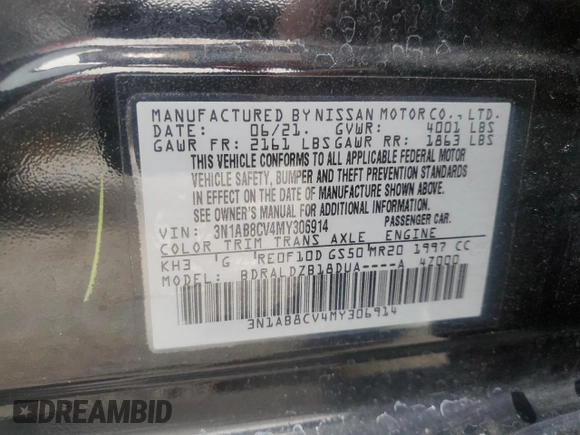 MANUFACTURED BY NISSAN MOTOR CO., LTD.
DATE: 06/21. GVWR: 4001 LBS
GAWR FR: 2161 LBS GAWR RR: 1863 LBS
THIS VEHICLE CONFORMS TO ALL APPLICABLE FEDERAL MOTOR
VEHICLE SAFETY, BUMPER AND THEFT PREVENTION STANDARDS
IN EFFECT ON THE DATE OF MANUFACTURE SHOWN ABOVE.
SEE OWNER'S MANUAL FOR ADDITIONAL INFORMATION.
VIN: 3N1AB8CV4MY306914 PASSENGER CAR.
COLOR TRIM TRANS AXLE ENGINE
KH3 G RE0F10D GS50 MR20 1997 CC
MODEL: BDRALDZB18DUA----A 4Z000
3N1AB8CV4MY306914
DREAMBID